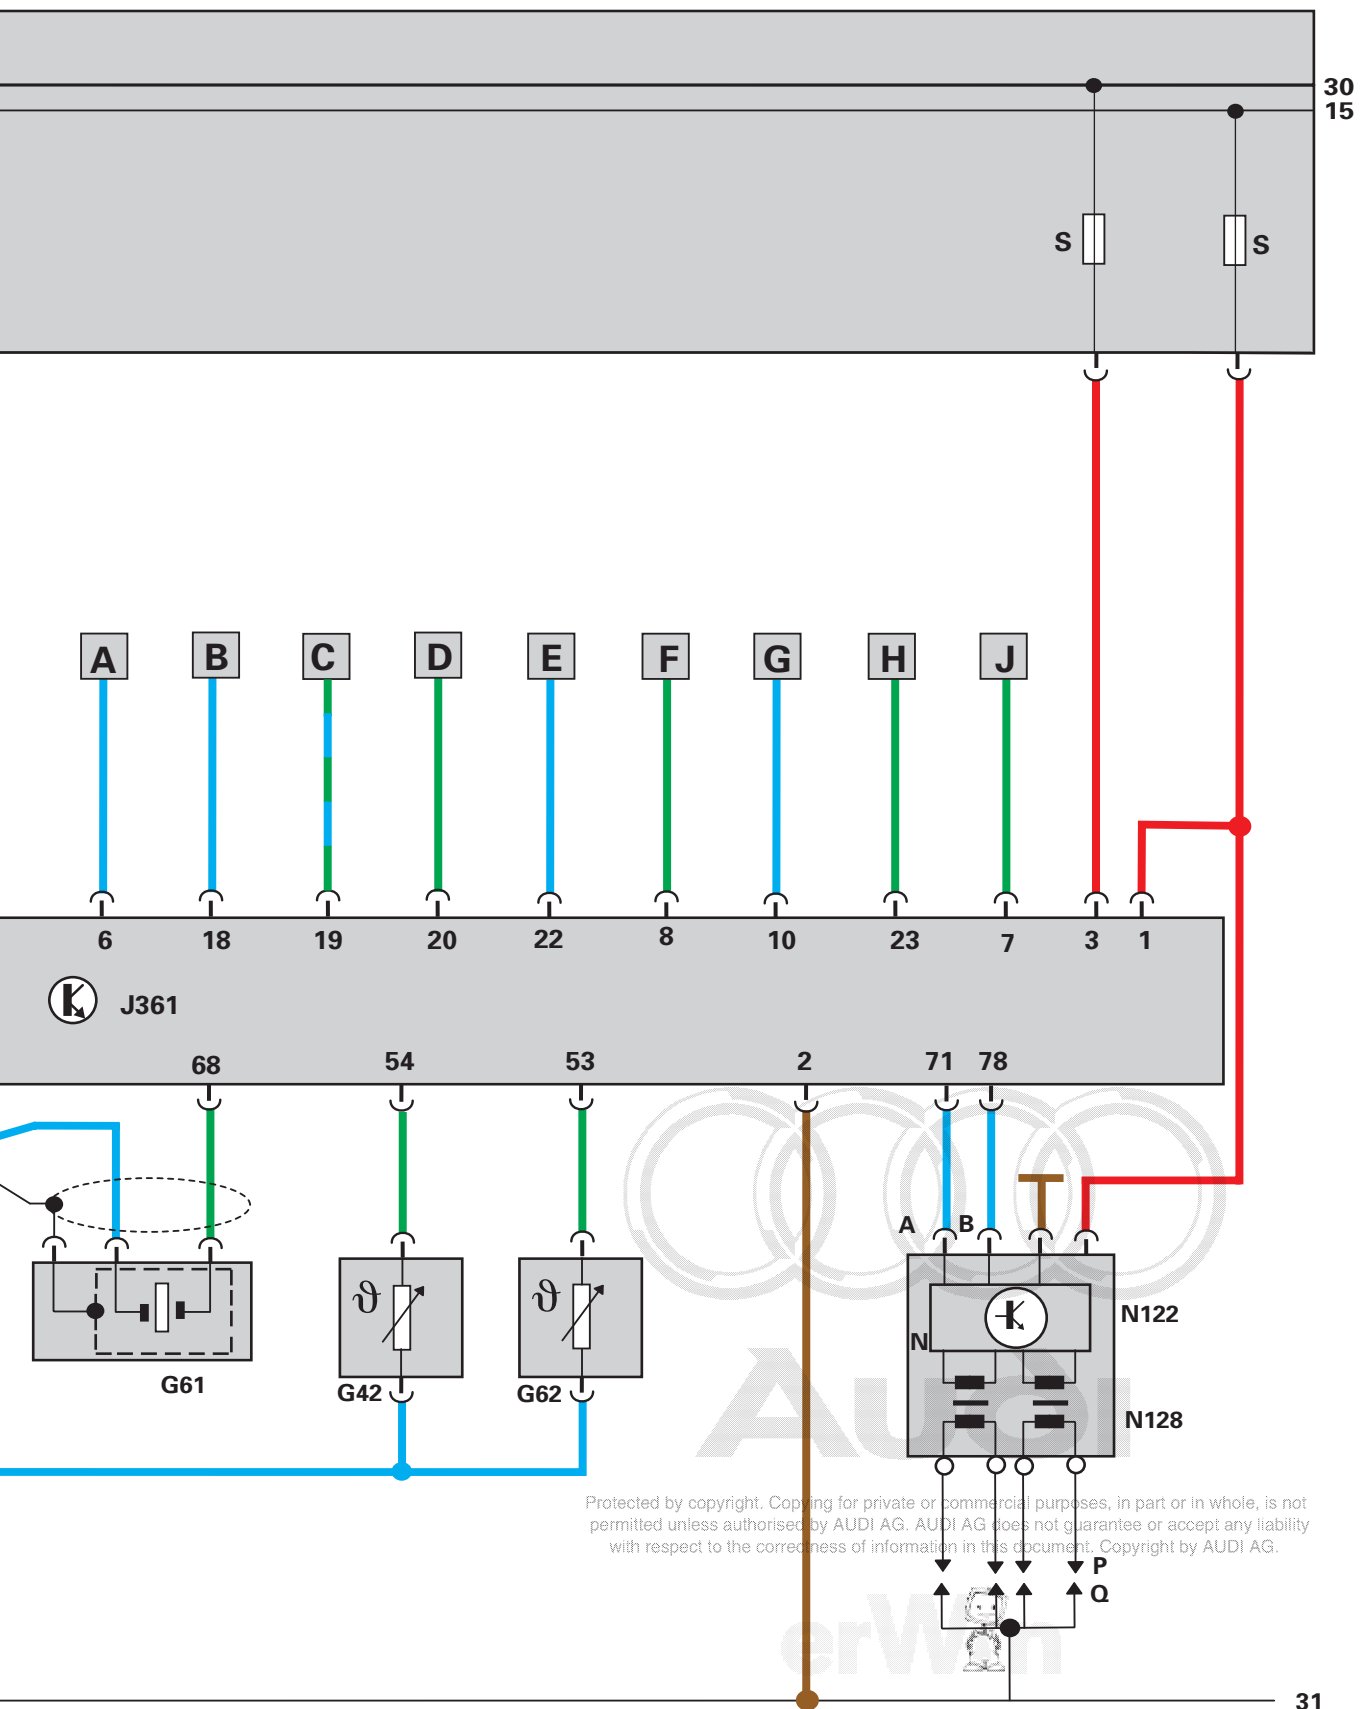 30
15
S S
A B C D E F G H J
6 18 19 20 22 8 10 23 7 3 1
J361
68 54 53 2 71 78
A B
ϑ ϑ
N122
N
G61 G42 G62
N128
Audi
Protected by copyright. Copying for private or commercial purposes, in part or in whole, is not
permitted unless authorised by AUDI AG. AUDI AG does not guarantee or accept any liability
with respect to the correctness of information in this document. Copyright by AUDI AG.
P
Q
erWin
31